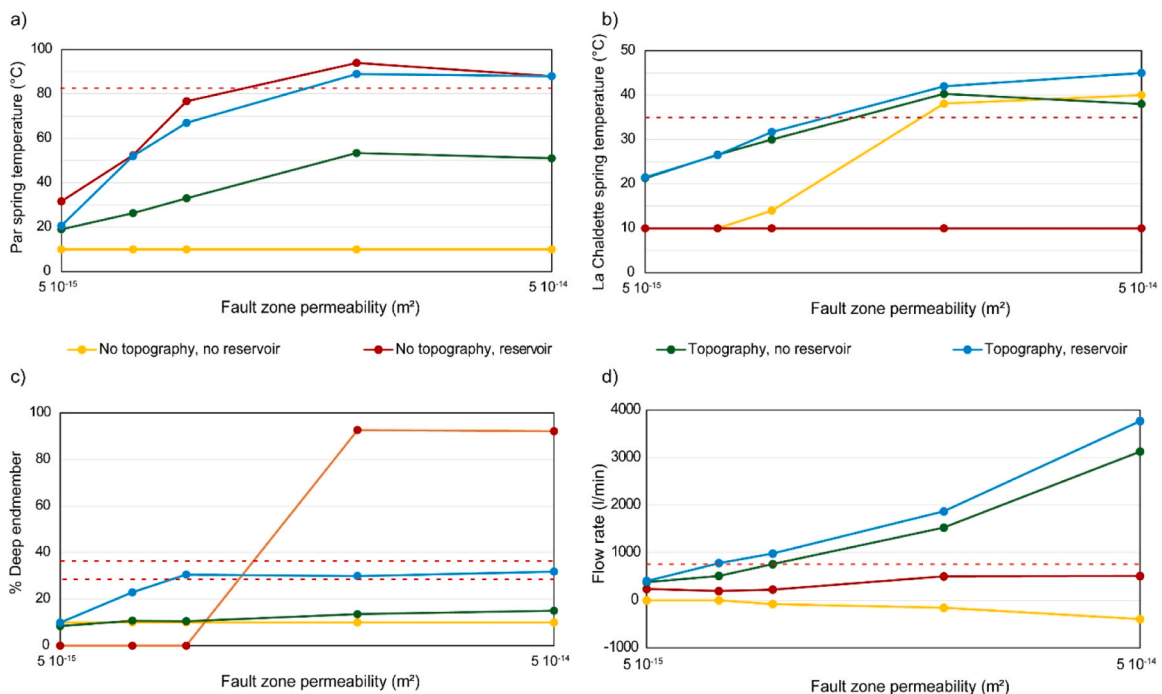 a)
Par spring temperature (°C)
100
80
60
40
20
0
5 10⁻¹⁵
5 10⁻¹⁴
Fault zone permeability (m²)
b)
La Chaldette spring temperature (°C)
50
40
30
20
10
0
5 10⁻¹⁵
5 10⁻¹⁴
Fault zone permeability (m²)
No topography, no reservoir
No topography, reservoir
Topography, no reservoir
Topography, reservoir
c)
% Deep endmember
100
80
60
40
20
0
5 10⁻¹⁵
5 10⁻¹⁴
Fault zone permeability (m²)
d)
Flow rate (l/min)
4000
3000
2000
1000
0
-1000
5 10⁻¹⁵
5 10⁻¹⁴
Fault zone permeability (m²)